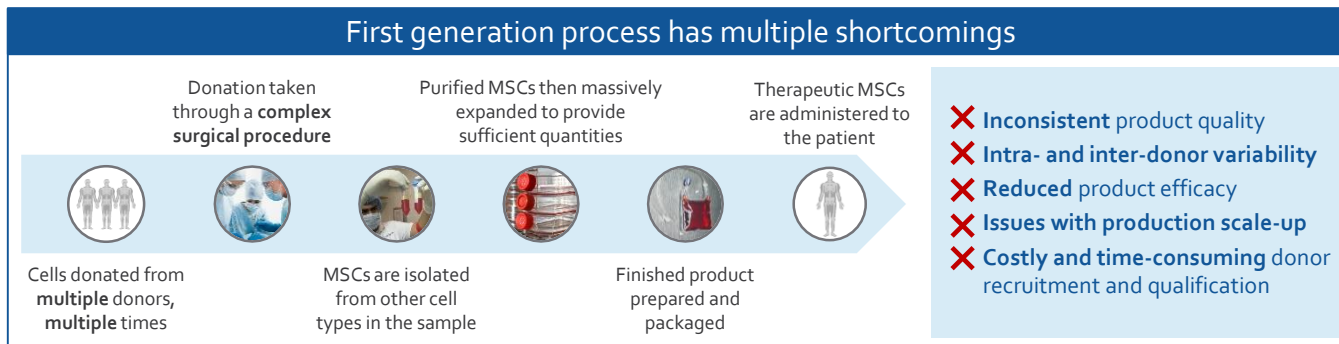 First generation process has multiple shortcomings
Donation taken
through a complex
surgical procedure
Purified MSCs then massively
expanded to provide
sufficient quantities
Therapeutic MSCs
are administered to
the patient
Cells donated from
multiple donors,
multiple times
MSCs are isolated
from other cell
types in the sample
Finished product
prepared and
packaged
Inconsistent product quality
Intra- and inter-donor variability
Reduced product efficacy
Issues with production scale-up
Costly and time-consuming donor
recruitment and qualification